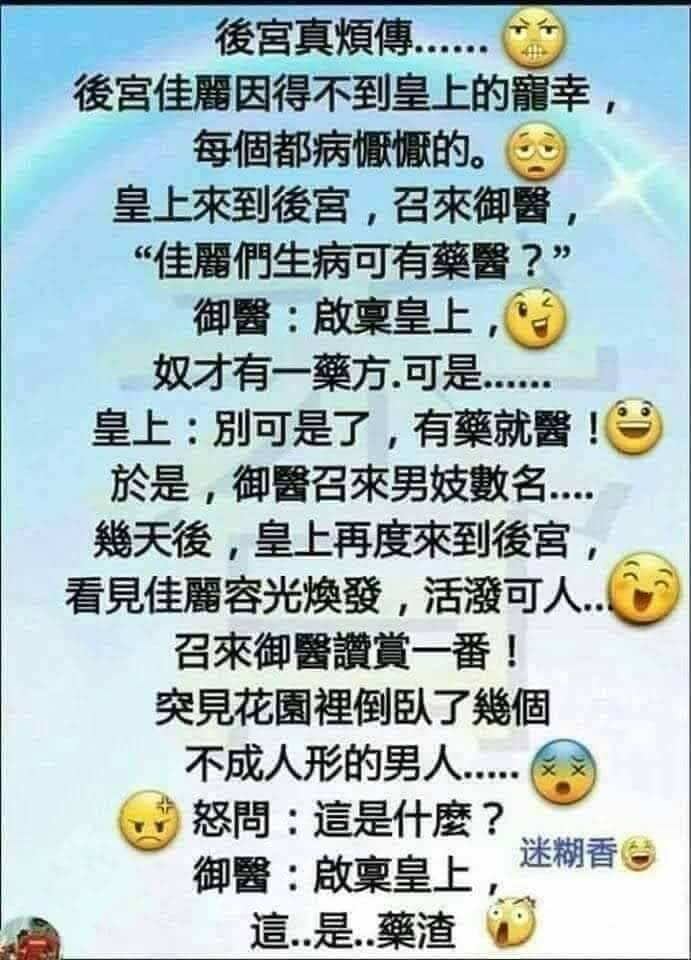 後宮真煩傳......
後宮佳麗因得不到皇上的寵幸，
每個都病懨懨的。
皇上來到後宮，召來御醫，
“佳麗們生病可有藥醫？”
御醫：啟稟皇上，
奴才有一藥方.可是......
皇上：別可是了，有藥就醫！
於是，御醫召來男妓數名....
幾天後，皇上再度來到後宮，
看見佳麗容光煥發，活潑可人...
召來御醫讚賞一番！
突見花園裡倒臥了幾個
不成人形的男人.....
怒問：這是什麼？
迷糊香
御醫：啟稟皇上，
這..是..藥渣